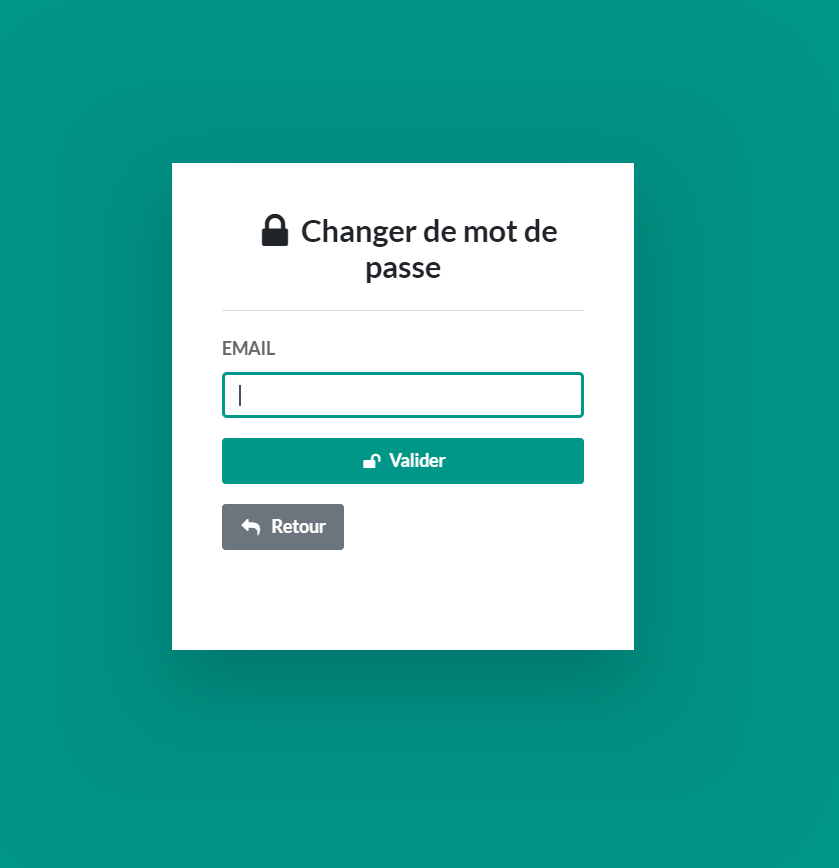 Changer de mot de
passe
EMAIL
Valider
Retour